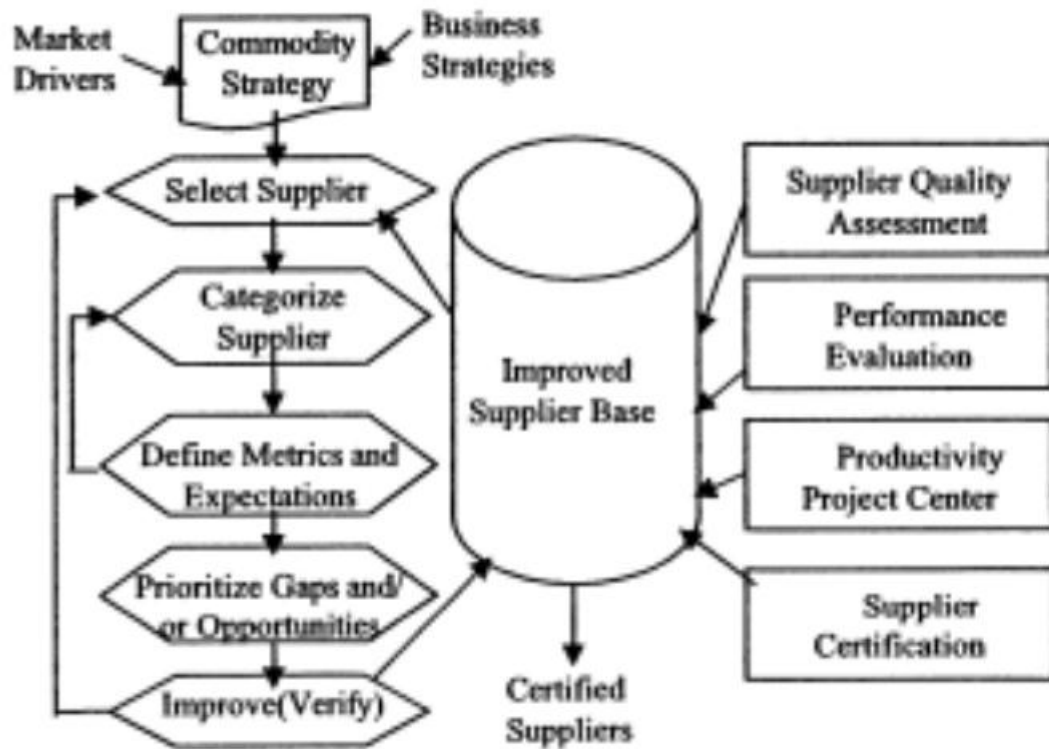 Market
Drivers
Commodity
Strategy
Business
Strategies
Select Supplier
Categorize
Supplier
Define Metrics and
Expectations
Prioritize Gaps and/
or Opportunities
Improve(Verify)
Improved
Supplier Base
Certified
Suppliers
Supplier Quality
Assessment
Performance
Evaluation
Productivity
Project Center
Supplier
Certification